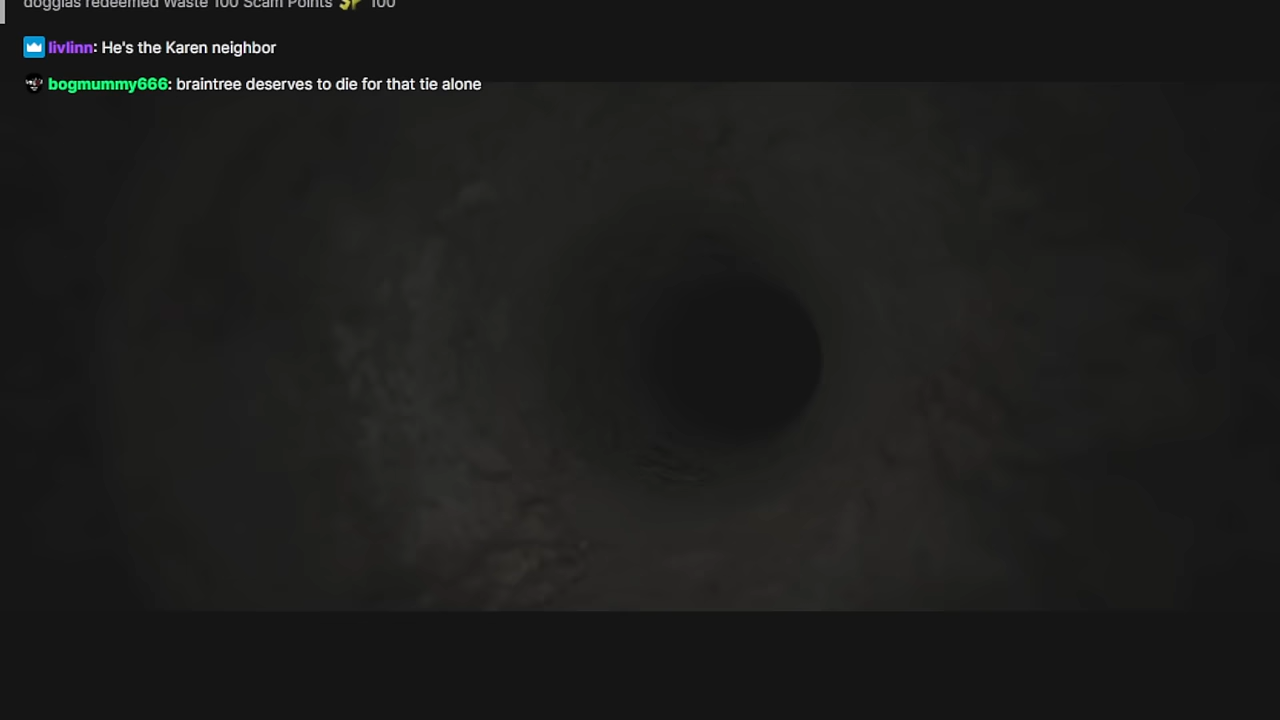 dogglas redeemed Waste 100 Scam Points 100
livlinn: He's the Karen neighbor
bogmummy666: braintree deserves to die for that tie alone